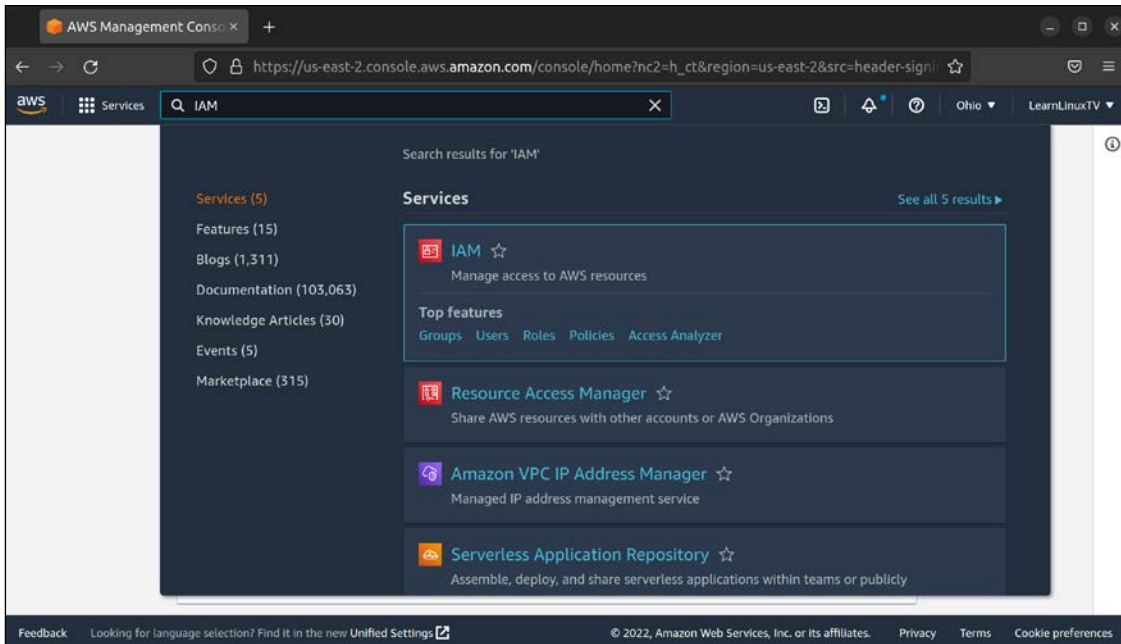 AWS Management Conso
https://us-east-2.console.aws.amazon.com/console/home?nc2=h_ct&region=us-east-2&src=header-signi
aws Services IAM Ohio LearnLinuxTV
Search results for 'IAM'
Services (5)
Features (15)
Blogs (1,311)
Documentation (103,063)
Knowledge Articles (30)
Events (5)
Marketplace (315)
Services See all 5 results
IAM
Manage access to AWS resources
Top features
Groups Users Roles Policies Access Analyzer
Resource Access Manager
Share AWS resources with other accounts or AWS Organizations
Amazon VPC IP Address Manager
Managed IP address management service
Serverless Application Repository
Assemble, deploy, and share serverless applications within teams or publicly
Feedback Looking for language selection? Find it in the new Unified Settings © 2022, Amazon Web Services, Inc. or its affiliates. Privacy Terms Cookie preferences